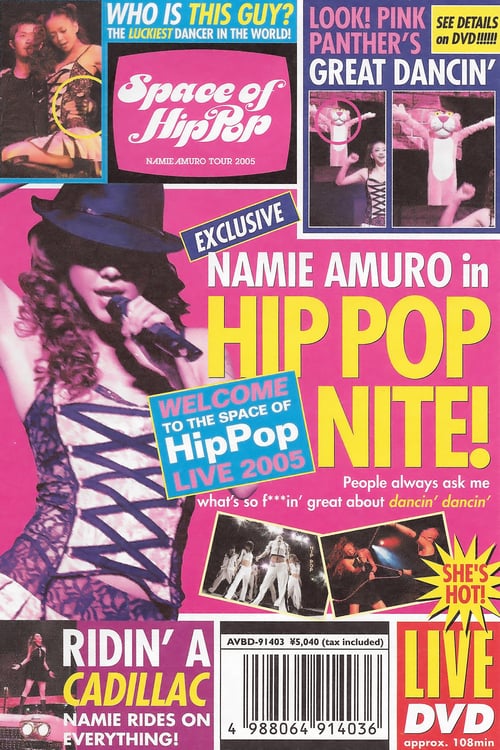 WHO IS THIS GUY?
THE LUCKIEST DANCER IN THE WORLD!
Space of
HipPop
NAMIE AMURO TOUR 2005
LOOK! PINK
PANTHER'S
GREAT DANCIN'
SEE DETAILS
on DVD!!!!!!
EXCLUSIVE
NAMIE AMURO in
HIP POP
NITE!
WELCOME
TO THE SPACE OF
HipPop
LIVE 2005
People always ask me
what's so f***in' great about dancin' dancin'
SHE'S
HOT!
RIDIN' A
CADILLAC
NAMIE RIDES ON
EVERYTHING!
AVBD-91403 ¥5,040 (tax included)
4 988064 914036
LIVE
DVD
approx. 108min